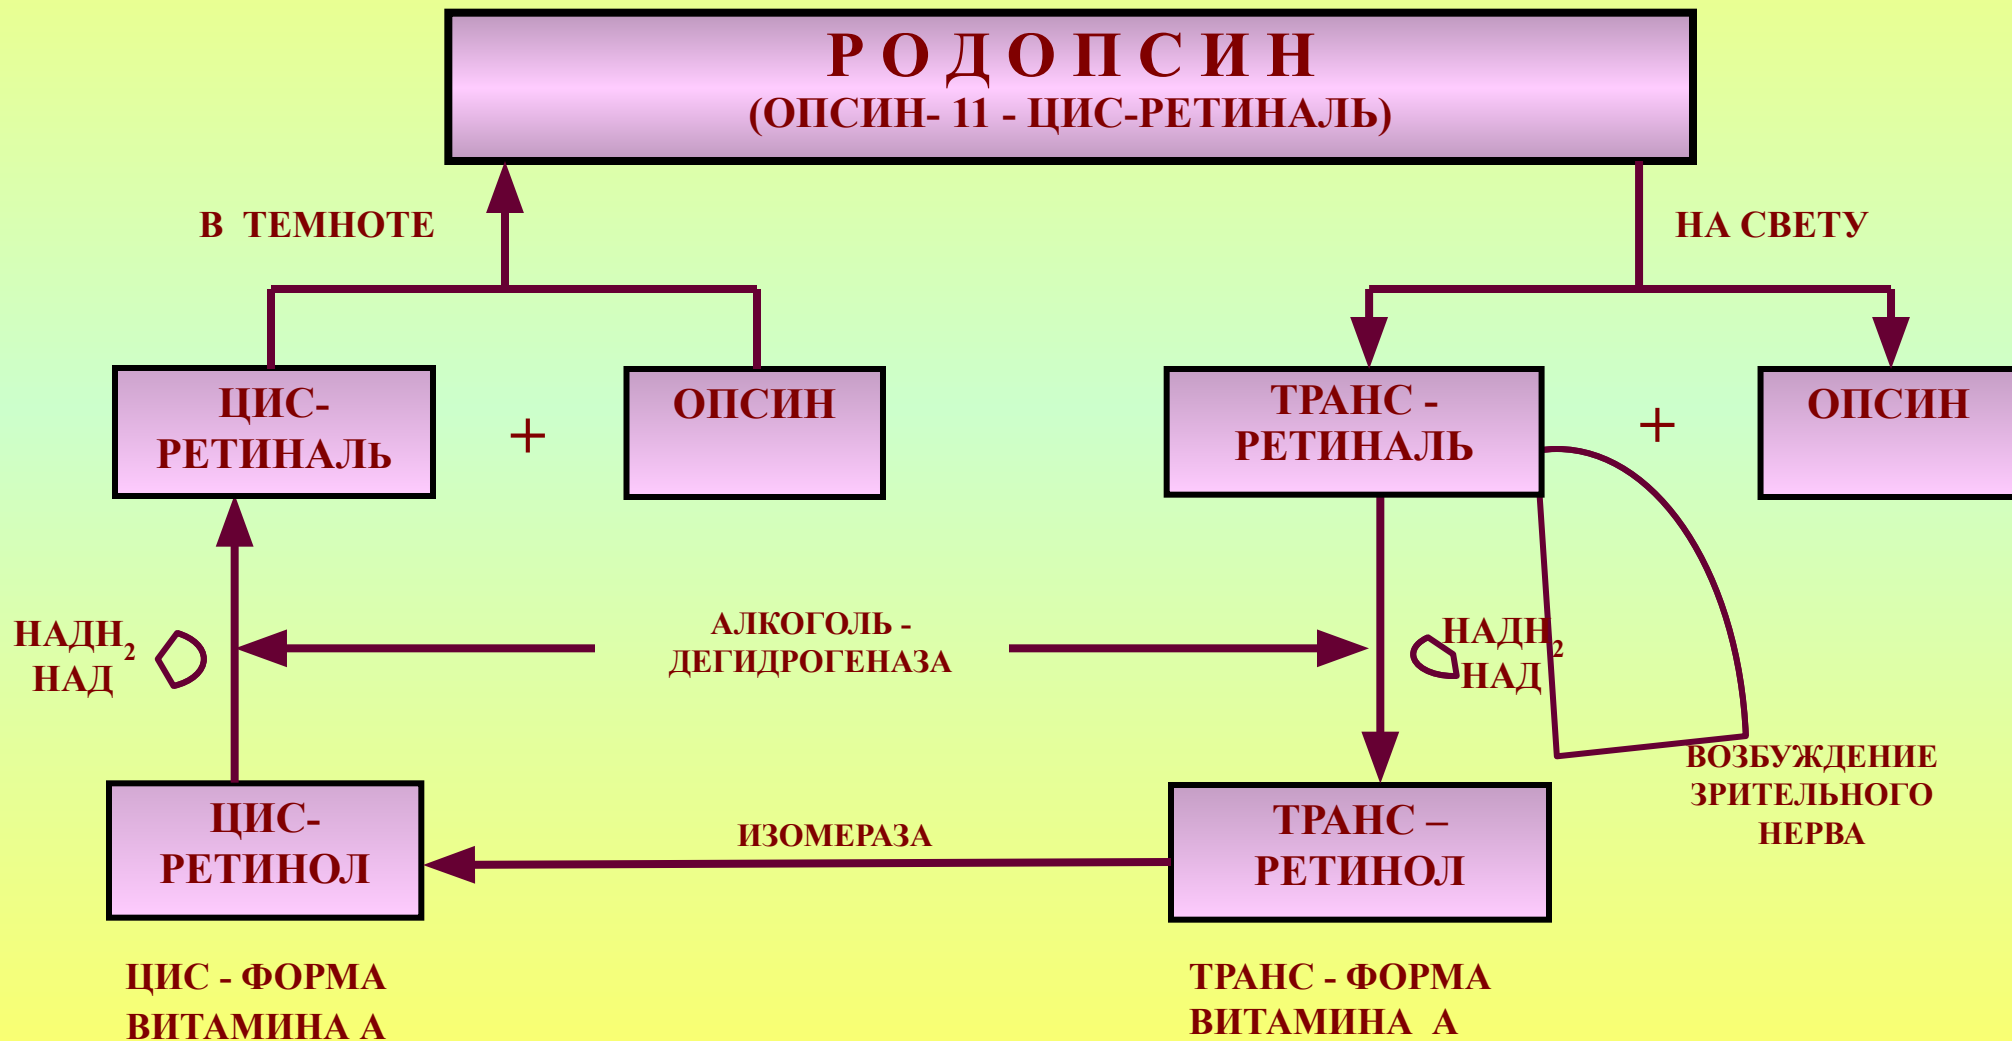 Р О Д О П С И Н
(ОПСИН- 11 - ЦИС-РЕТИНАЛЬ)
В ТЕМНОТЕ
НА СВЕТУ
ЦИС-
РЕТИНАЛЬ
+
ОПСИН
ТРАНС -
РЕТИНАЛЬ
+
ОПСИН
НАДН2
НАД
АЛКОГОЛЬ -
ДЕГИДРОГЕНАЗА
НАДН2
НАД
ВОЗБУЖДЕНИЕ
ЗРИТЕЛЬНОГО
НЕРВА
ЦИС-
РЕТИНОЛ
ИЗОМЕРАЗА
ТРАНС –
РЕТИНОЛ
ЦИС - ФОРМА
ВИТАМИНА А
ТРАНС - ФОРМА
ВИТАМИНА А